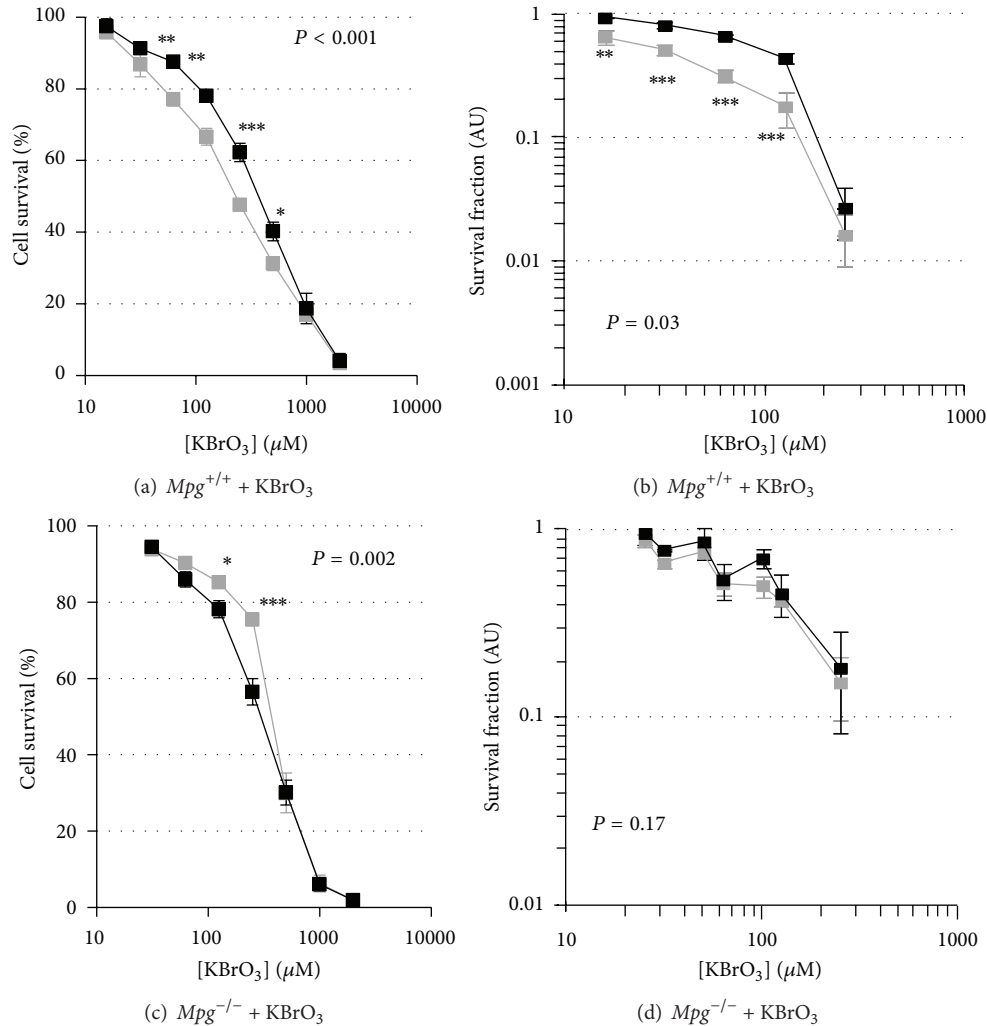 100
80
60
40
20
0
Cell survival (%)
P < 0.001
**
**
***
*
10
100
1000
10000
[KBrO₃] (μM)
(a) Mpg⁺/⁺ + KBrO₃
1
0.1
0.01
0.001
Survival fraction (AU)
**
***
***
***
P = 0.03
10
100
1000
[KBrO₃] (μM)
(b) Mpg⁺/⁺ + KBrO₃
100
80
60
40
20
0
Cell survival (%)
P = 0.002
*
***
10
100
1000
10000
[KBrO₃] (μM)
(c) Mpg⁻/⁻ + KBrO₃
1
0.1
0.01
Survival fraction (AU)
P = 0.17
10
100
1000
[KBrO₃] (μM)
(d) Mpg⁻/⁻ + KBrO₃